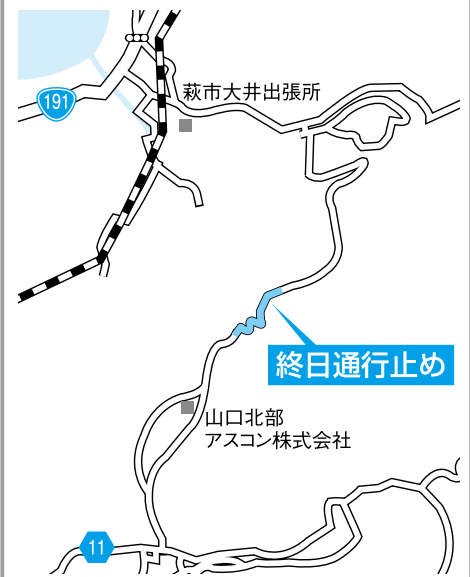 萩市大井出張所
191
終日通行止め
山口北部
アスコン株式会社
11